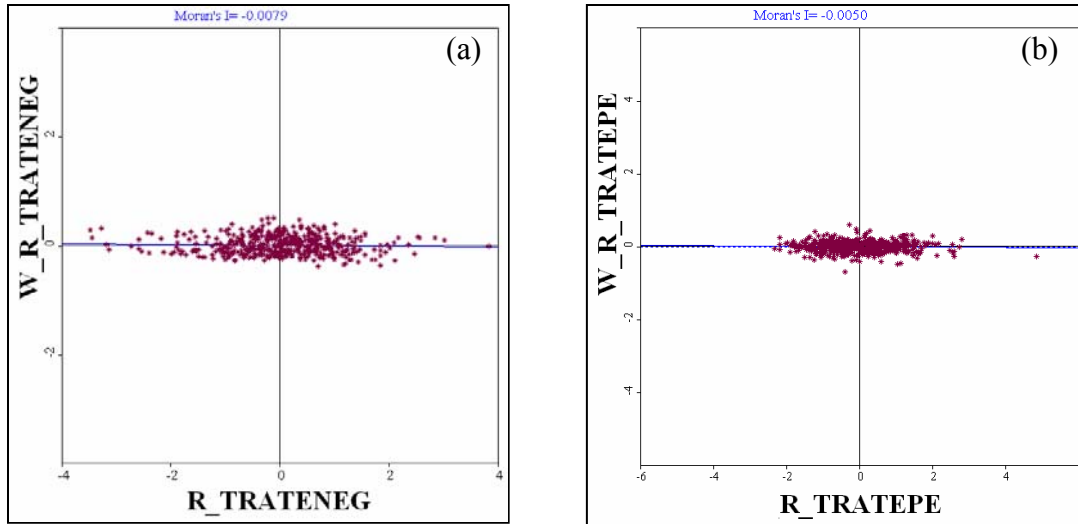 Moran's I= -0.0079
(a)
W_R_TRATENEG
2
0
-2
-4
-2
0
2
4
R_TRATENEG
Moran's I= -0.0050
(b)
W_R_TRATEPE
4
2
0
-2
-4
-6
-4
-2
0
2
4
R_TRATEPE